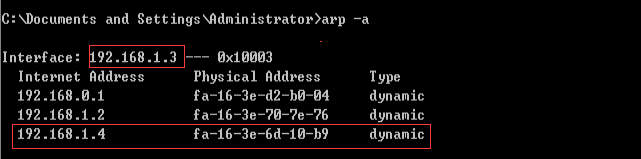 C:\Documents and Settings\Administrator>arp -a
Interface: 192.168.1.3 --- 0x10003
Internet Address Physical Address Type
192.168.0.1 fa-16-3e-d2-b0-04 dynamic
192.168.1.2 fa-16-3e-70-7e-76 dynamic
192.168.1.4 fa-16-3e-6d-10-b9 dynamic